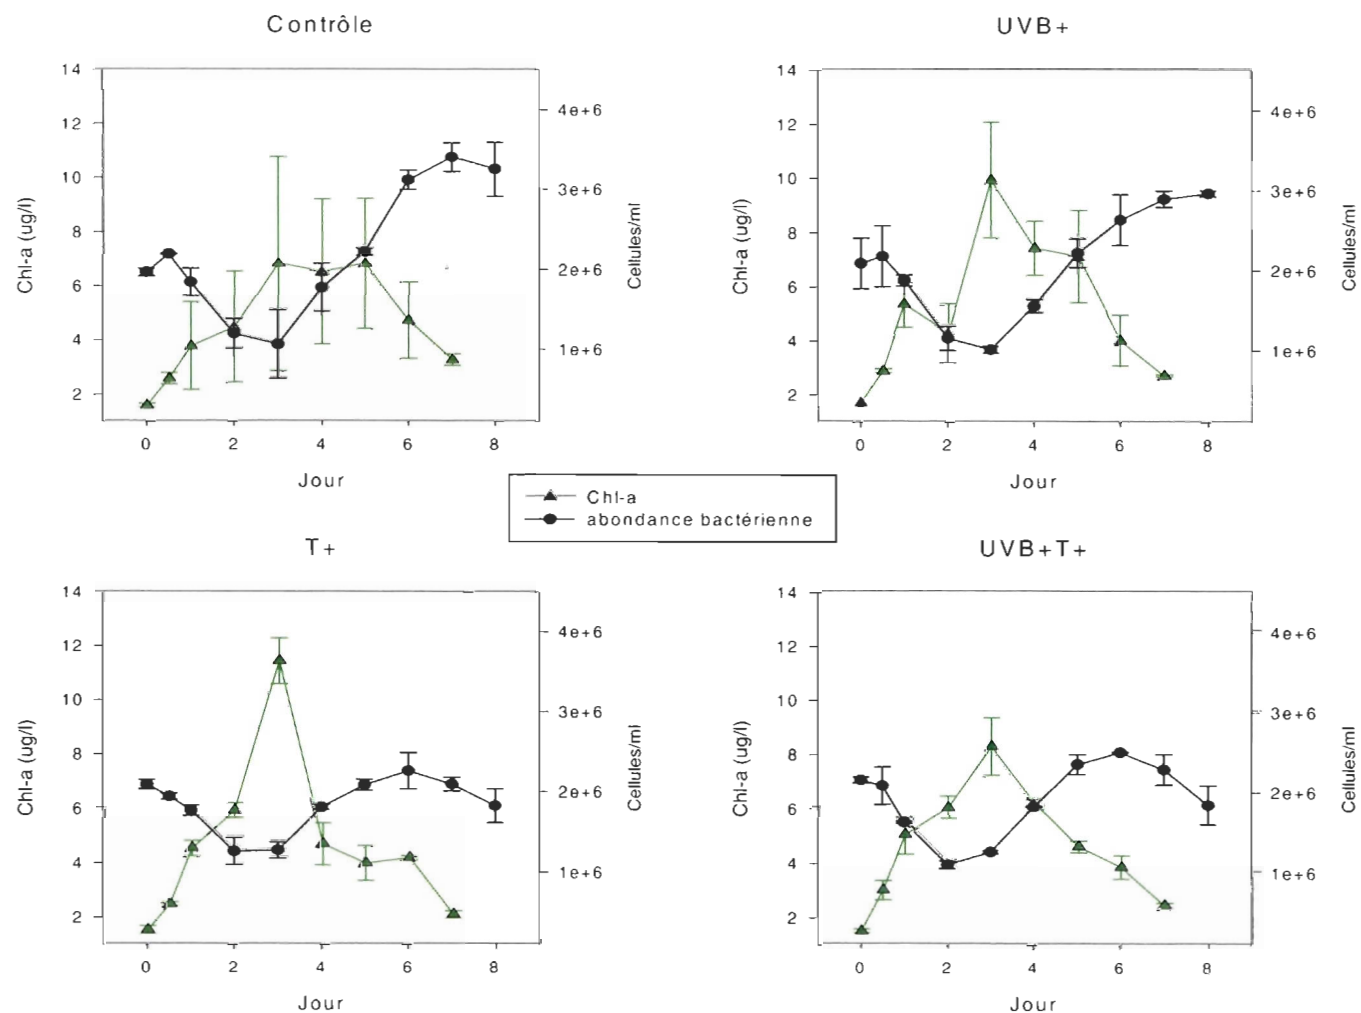 Contrôle
14
12
10
8
6
4
2
Chl-a (ug/l)
4e+6
3e+6
2e+6
1e+6
Cellules/ml
0 2 4 6 8
Jour
UVB+
14
12
10
8
6
4
2
Chl-a (ug/l)
4e+6
3e+6
2e+6
1e+6
Cellules/ml
0 2 4 6 8
Jour
Chl-a
abondance bactérienne
T+
14
12
10
8
6
4
2
Chl-a (ug/l)
4e+6
3e+6
2e+6
1e+6
Cellules/ml
0 2 4 6 8
Jour
UVB+T+
14
12
10
8
6
4
2
Chl-a (ug/l)
4e+6
3e+6
2e+6
1e+6
Cellules/ml
0 2 4 6 8
Jour